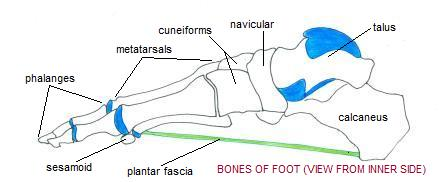 navicular
cuneiforms
talus
metatarsals
phalanges
calcaneus
sesamoid
plantar fascia
BONES OF FOOT (VIEW FROM INNER SIDE)